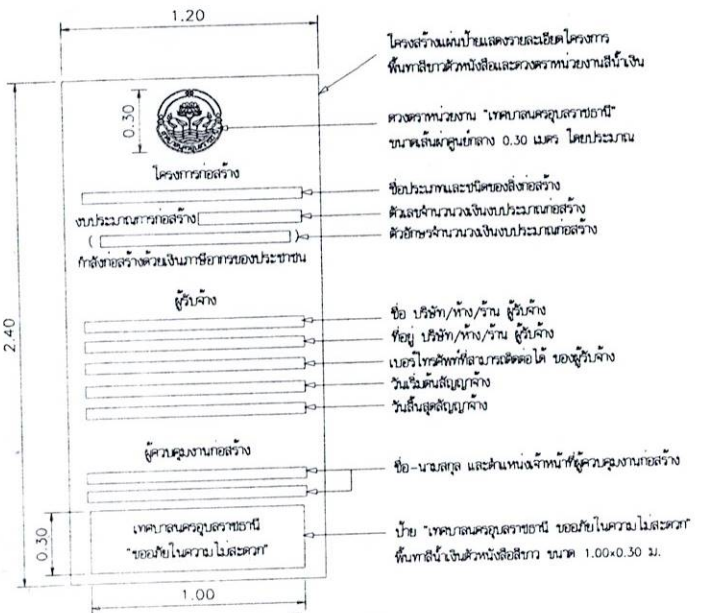 1.20
โครงสร้างแผ่นป้ายแสดงรายละเอียดโครงการ
พื้นทาสีขาวตัวหนังสือและดวงตราหน่วยงานสีน้ำเงิน
0.30
ดวงตราหน่วยงาน "เทศบาลนครอุบลราชธานี"
ขนาดเส้นผ่าศูนย์กลาง 0.30 เมตร โดยประมาณ
โครงการก่อสร้าง
ชื่อประเภทและชนิดของสิ่งก่อสร้าง
งบประมาณการก่อสร้าง
ตัวเลขจำนวนวงเงินงบประมาณก่อสร้าง
( )
ตัวอักษรจำนวนวงเงินงบประมาณก่อสร้าง
กำลังก่อสร้างด้วยเงินภาษีอากรของประชาชน
2.40
ผู้รับจ้าง
ชื่อ บริษัท/ห้าง/ร้าน ผู้รับจ้าง
ที่อยู่ บริษัท/ห้าง/ร้าน ผู้รับจ้าง
เบอร์โทรศัพท์ที่สามารถติดต่อได้ ของผู้รับจ้าง
วันเริ่มต้นสัญญาจ้าง
วันสิ้นสุดสัญญาจ้าง
ผู้ควบคุมงานก่อสร้าง
ชื่อ-นามสกุล และตำแหน่งเจ้าหน้าที่ผู้ควบคุมงานก่อสร้าง
0.30
เทศบาลนครอุบลราชธานี
"ขออภัยในความไม่สะดวก"
ป้าย "เทศบาลนครอุบลราชธานี ขออภัยในความไม่สะดวก"
พื้นทาสีน้ำเงินตัวหนังสือสีขาว ขนาด 1.00x0.30 ม.
1.00